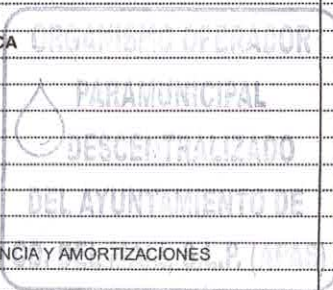 CA
ORGANISMO OPERADOR
PARAMUNICIPAL
DESCENTRALIZADO
DEL AYUNTAMIENTO DE
S.L.P.
NCIA Y AMORTIZACIONES